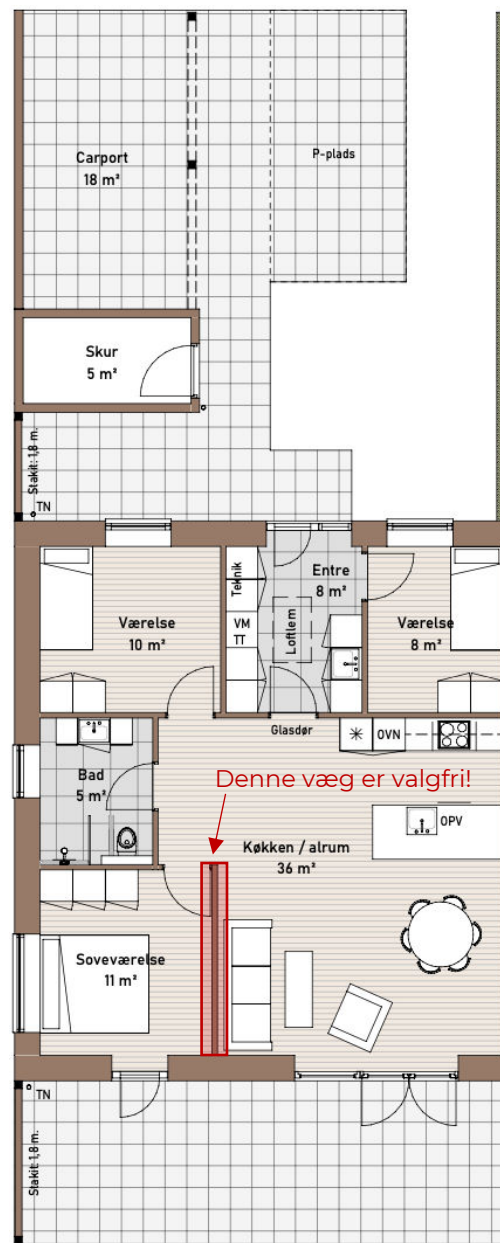 Carport
18 m²
P-plads
Skur
5 m²
Stakit: 1,8 m.
TN
Teknik
Entre
8 m²
Værelse
10 m²
VM
TT
Loftlem
Værelse
8 m²
Glasdør
OVN
Bad
5 m²
Denne væg er valgfri!
OPV
Køkken / alrum
36 m²
Soveværelse
11 m²
TN
Stakit: 1,8 m.